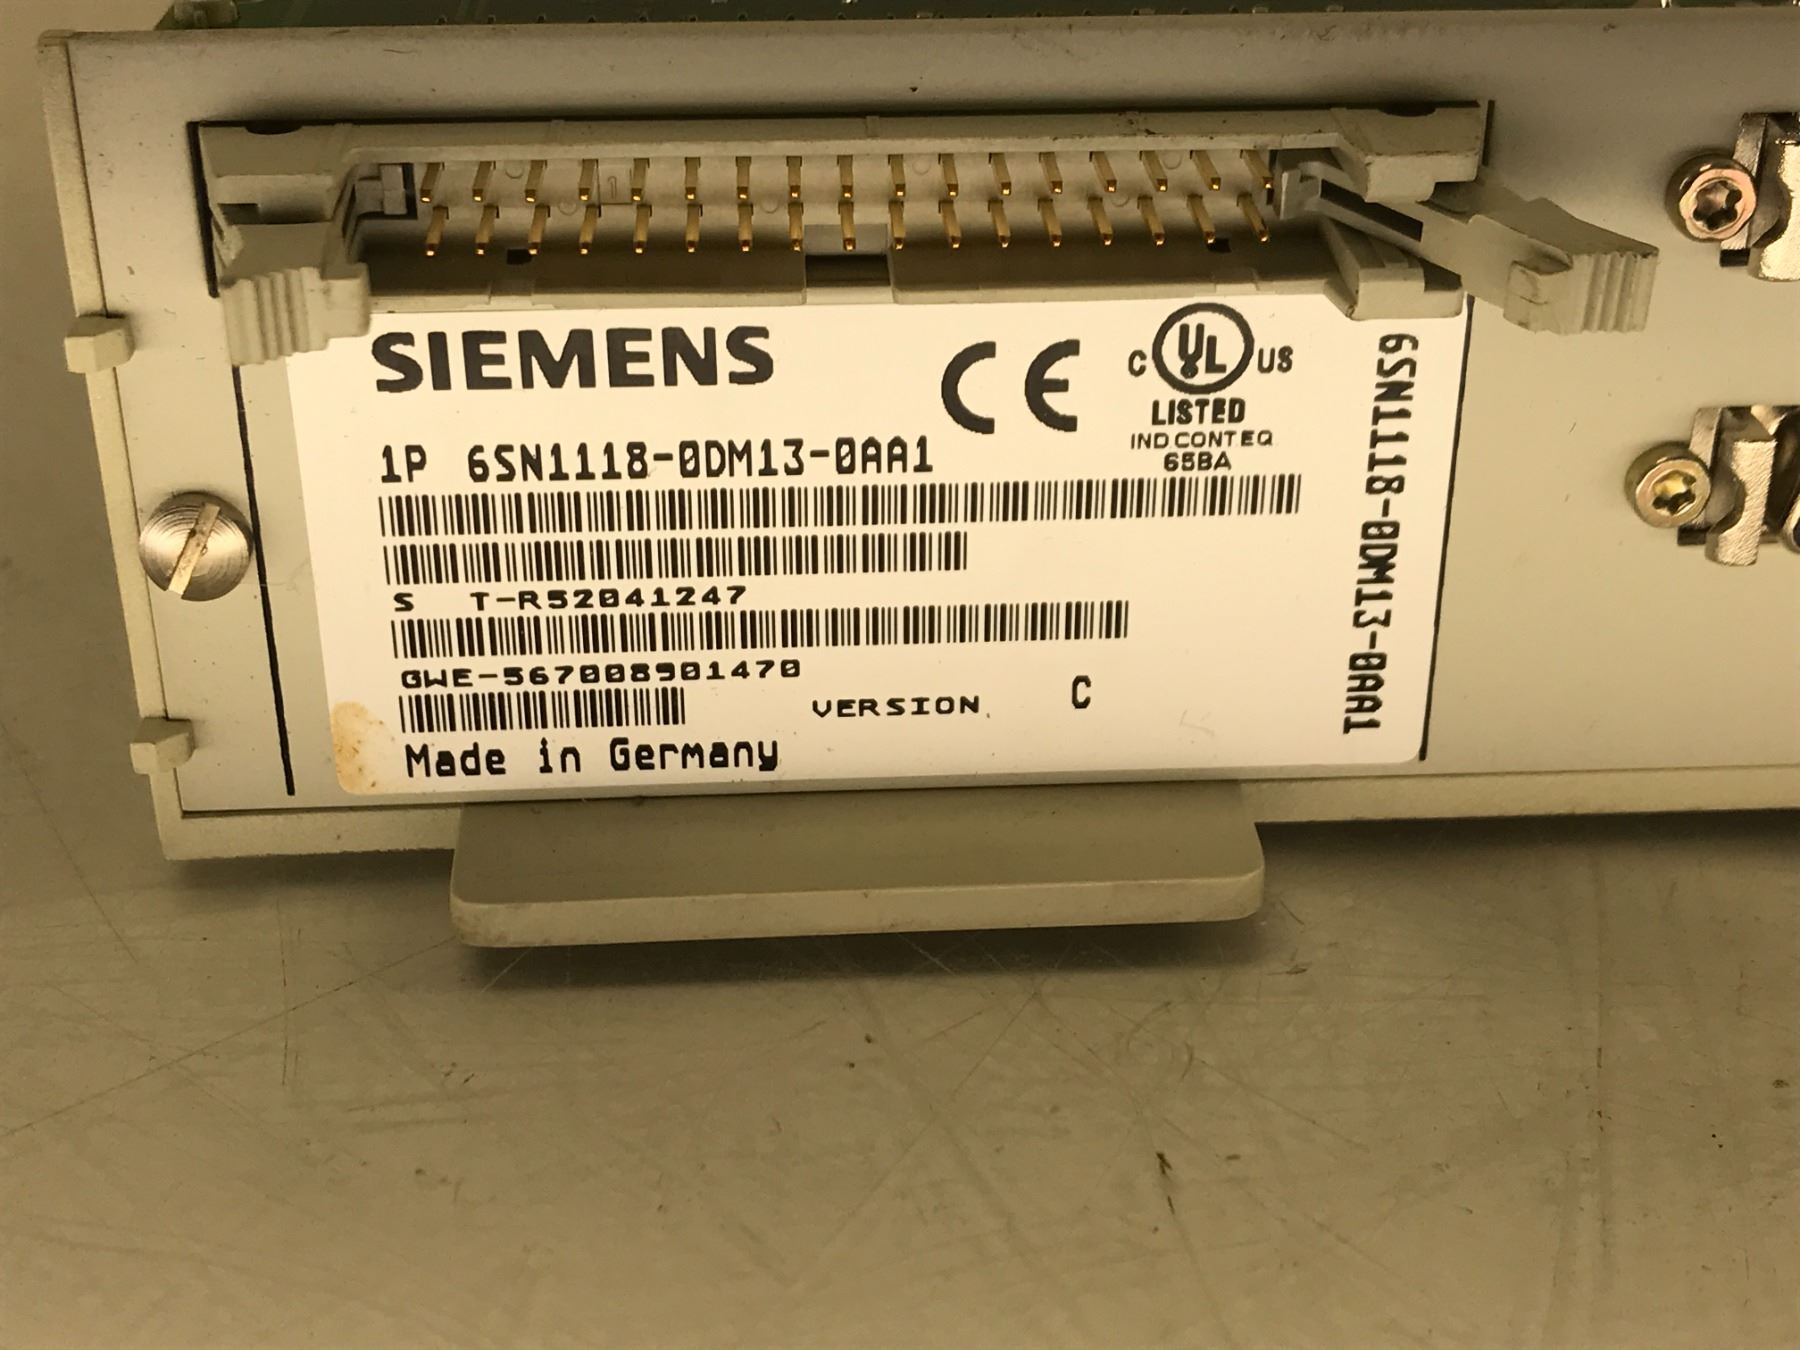 SIEMENS
CE
C UL US
LISTED
IND CONT EQ
65BA
1P 6SN1118-0DM13-0AA1
S T-R52041247
GWE-567008901470
VERSION C
Made in Germany
6SN1118-0DM13-0AA1